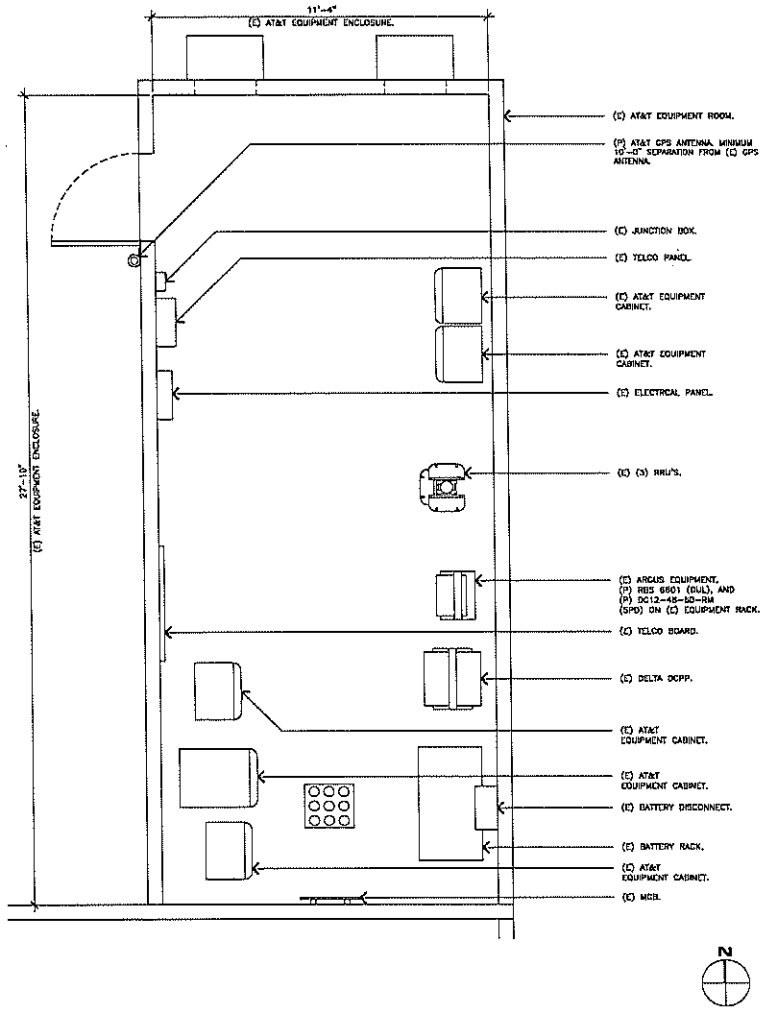 11'-4"
(E) AT&T EQUIPMENT ENCLOSURE.
27'-10"
(E) AT&T EQUIPMENT ENCLOSURE.
(E) AT&T EQUIPMENT ROOM.
(P) AT&T GPS ANTENNA. MINIMUM
10'-0" SEPARATION FROM (E) GPS
ANTENNA.
(E) JUNCTION BOX.
(E) TELCO PANEL.
(E) AT&T EQUIPMENT
CABINET.
(E) AT&T EQUIPMENT
CABINET.
(E) ELECTRICAL PANEL.
(E) (3) RRU'S.
(E) ARGUS EQUIPMENT,
(P) RBS 6601 (DUL), AND
(P) DC12-48-60-RM
(SPD) ON (E) EQUIPMENT RACK.
(E) TELCO BOARD.
(E) DELTA DCPP.
(E) AT&T
EQUIPMENT CABINET.
(E) AT&T
EQUIPMENT CABINET.
(E) BATTERY DISCONNECT.
(E) BATTERY RACK.
(E) AT&T
EQUIPMENT CABINET.
(E) MGB.
N